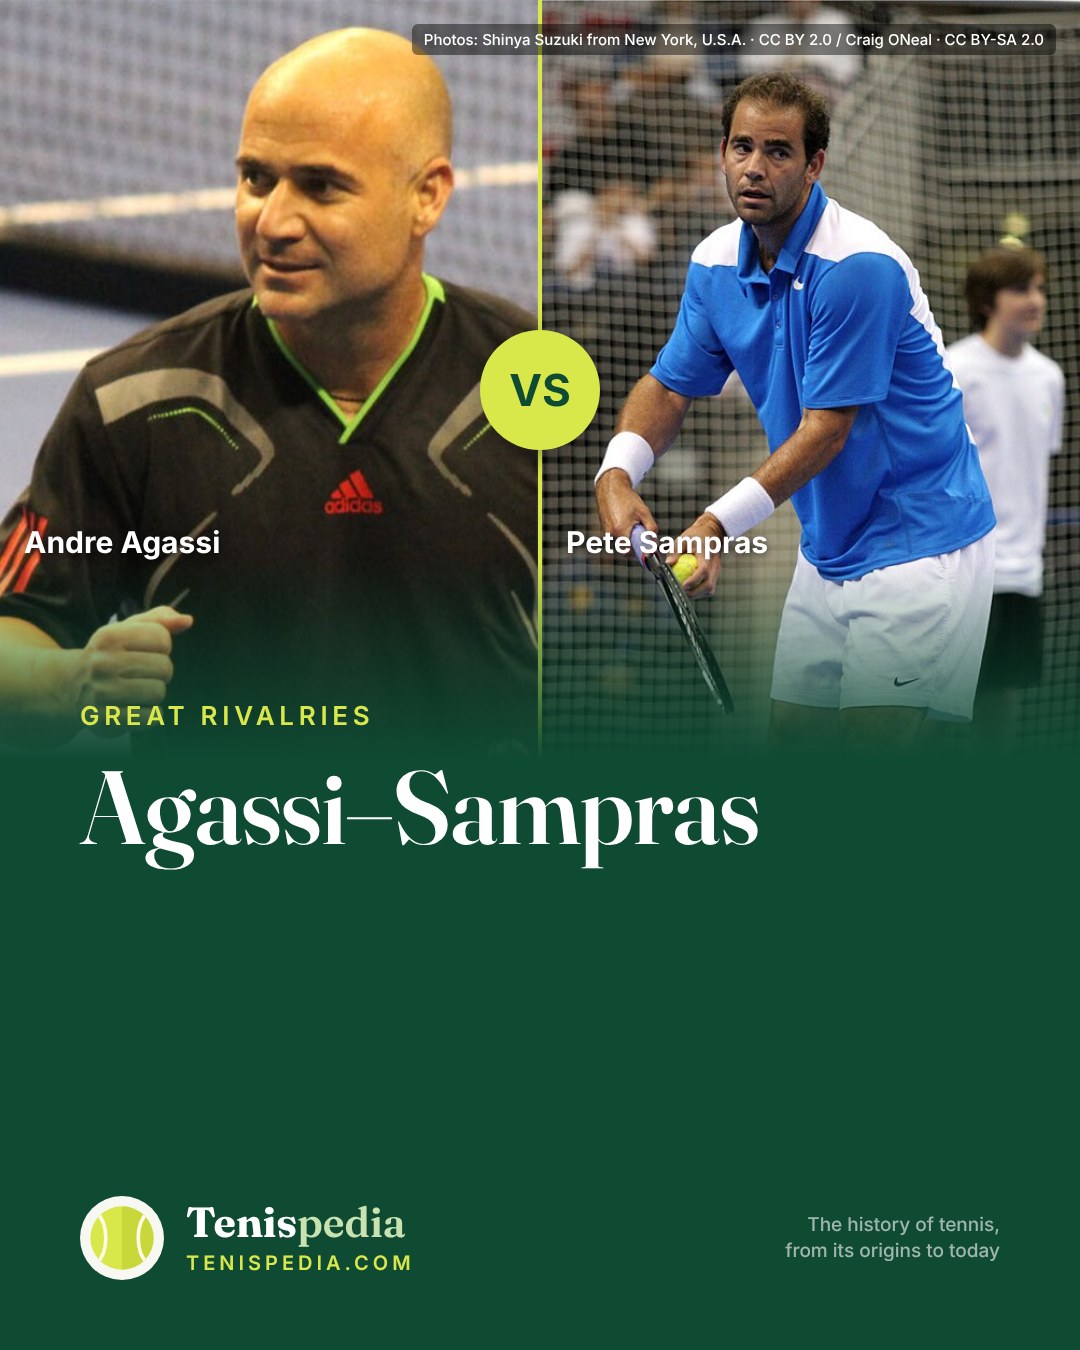 Photos: Shinya Suzuki from New York, U.S.A. · CC BY 2.0 / Craig ONeal · CC BY-SA 2.0
VS
adidas
Andre Agassi
Pete Sampras
GREAT RIVALRIES
Agassi–Sampras
Tenispedia
TENISPEDIA.COM
The history of tennis,
from its origins to today